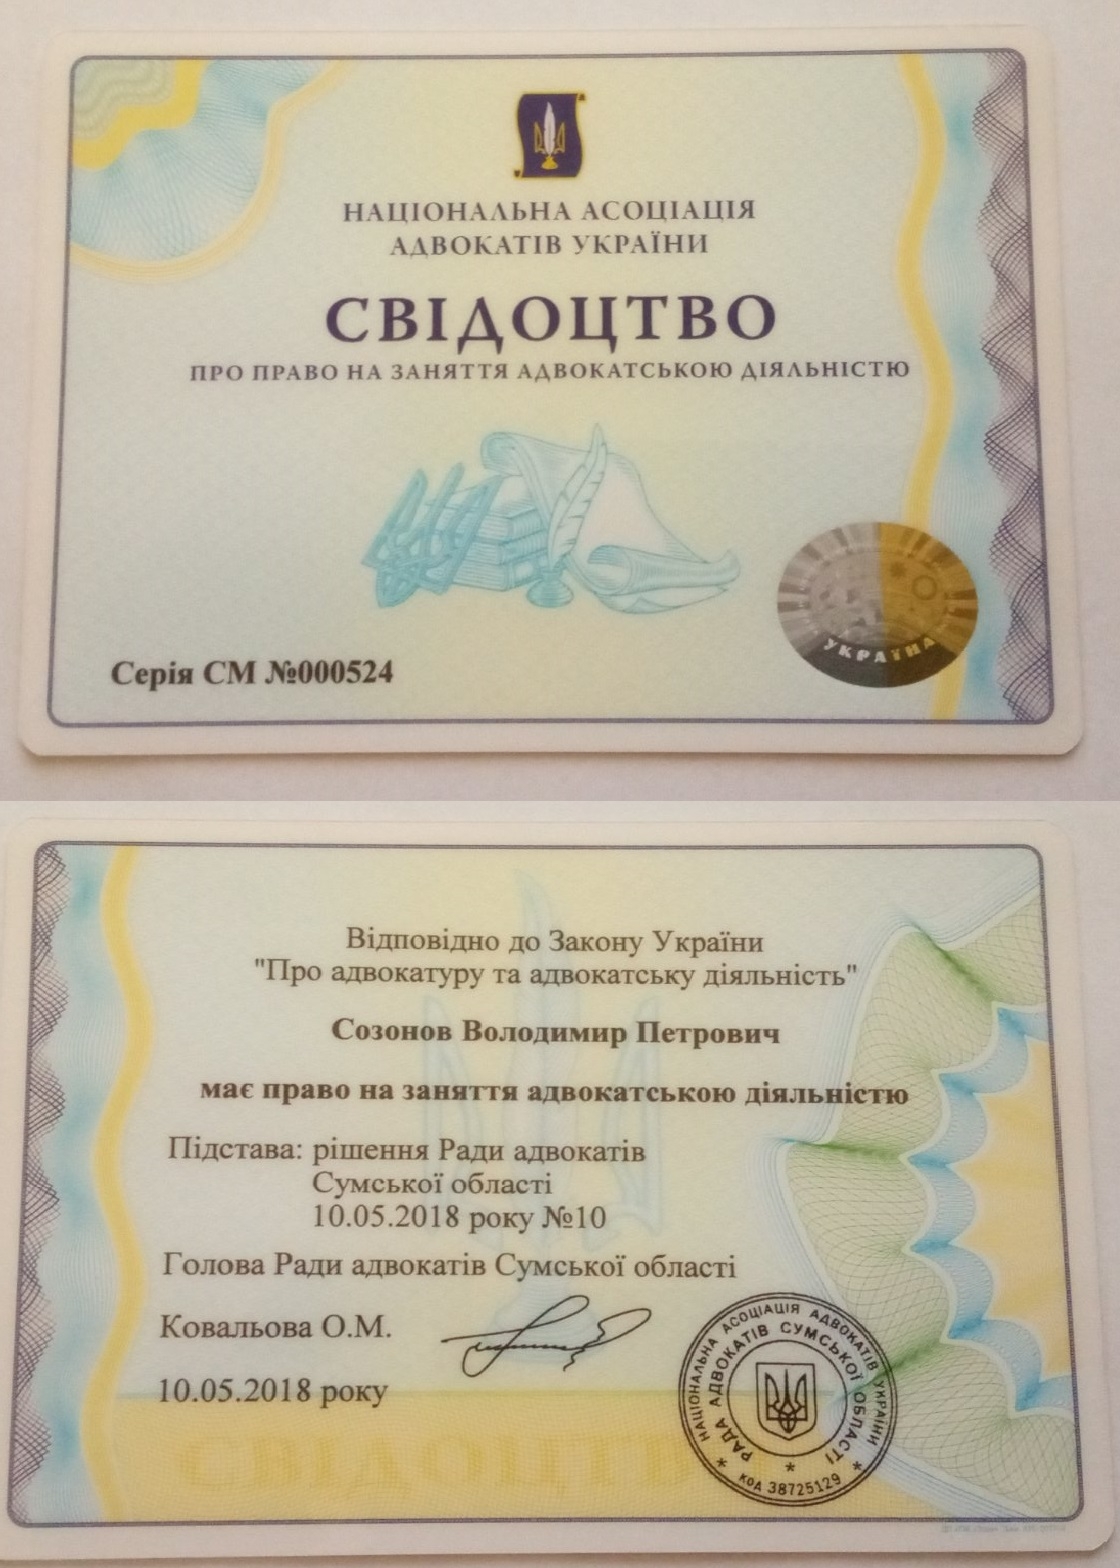 НАЦІОНАЛЬНА АСОЦІАЦІЯ
АДВОКАТІВ УКРАЇНИ
СВІДОЦТВО
ПРО ПРАВО НА ЗАНЯТТЯ АДВОКАТСЬКОЮ ДІЯЛЬНІСТЮ
УКРАЇНА
Серія СМ №000524
Відповідно до Закону України
"Про адвокатуру та адвокатську діяльність"
Созонов Володимир Петрович
має право на заняття адвокатською діяльністю
Підстава: рішення Ради адвокатів
Сумської області
10.05.2018 року №10
Голова Ради адвокатів Сумської області
Ковальова О.М.
10.05.2018 року
НАЦІОНАЛЬНА АСОЦІАЦІЯ АДВОКАТІВ УКРАЇНИ
РАДА АДВОКАТІВ СУМСЬКОЇ ОБЛАСТІ
* * *
код 38725129
СВІДОЦТ